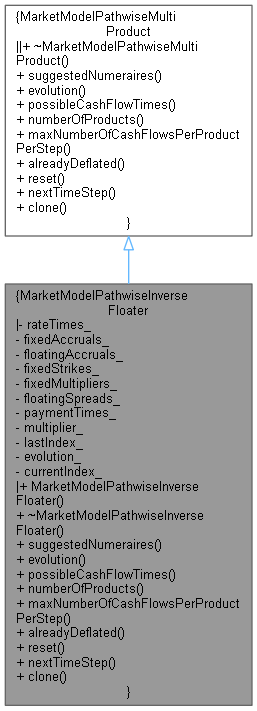 {MarketModelPathwiseMulti
Product
||+ ~MarketModelPathwiseMulti
Product()
+ suggestedNumeraires()
+ evolution()
+ possibleCashFlowTimes()
+ numberOfProducts()
+ maxNumberOfCashFlowsPerProduct
PerStep()
+ alreadyDeflated()
+ reset()
+ nextTimeStep()
+ clone()
}
{MarketModelPathwiseInverse
Floater
|- rateTimes_
- fixedAccruals_
- floatingAccruals_
- fixedStrikes_
- fixedMultipliers_
- floatingSpreads_
- paymentTimes_
- multiplier_
- lastIndex_
- evolution_
- currentIndex_
|+ MarketModelPathwiseInverse
Floater()
+ ~MarketModelPathwiseInverse
Floater()
+ suggestedNumeraires()
+ evolution()
+ possibleCashFlowTimes()
+ numberOfProducts()
+ maxNumberOfCashFlowsPerProduct
PerStep()
+ alreadyDeflated()
+ reset()
+ nextTimeStep()
+ clone()
}